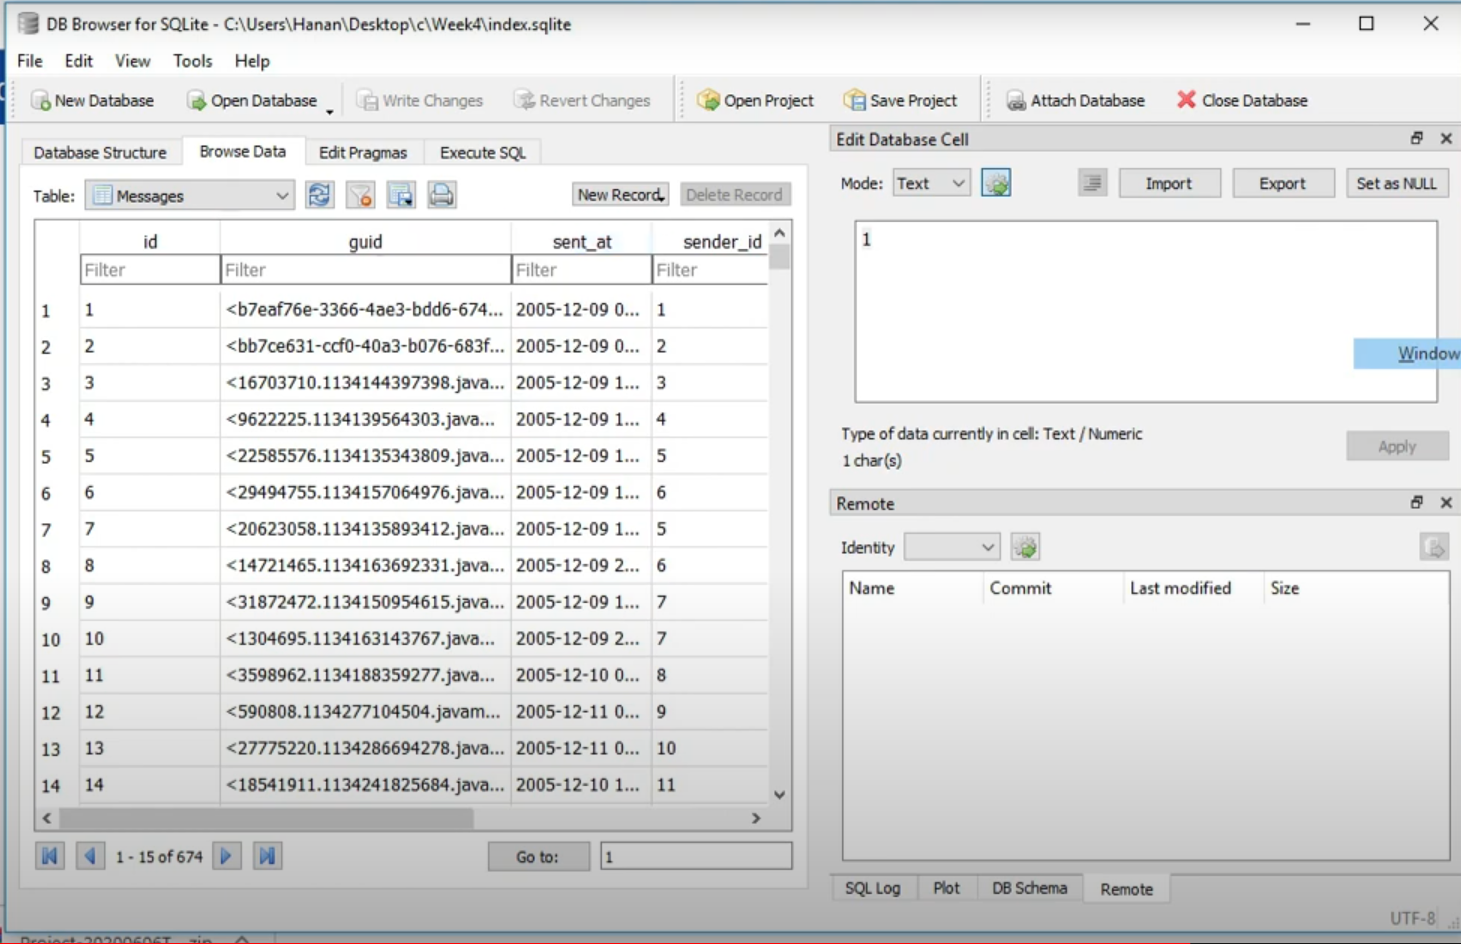 DB Browser for SQLite - C:\Users\Hanan\Desktop\c\Week4\index.sqlite
File Edit View Tools Help
New Database Open Database Write Changes Revert Changes Open Project Save Project Attach Database Close Database
Database Structure Browse Data Edit Pragmas Execute SQL
Table: Messages New Record Delete Record
id guid sent_at sender_id
Filter Filter Filter Filter
1 1 <b7eaf76e-3366-4ae3-bdd6-674... 2005-12-09 0... 1
2 2 <bb7ce631-ccf0-40a3-b076-683f... 2005-12-09 0... 2
3 3 <16703710.1134144397398.java... 2005-12-09 1... 3
4 4 <9622225.1134139564303.java... 2005-12-09 1... 4
5 5 <22585576.1134135343809.java... 2005-12-09 1... 5
6 6 <29494755.1134157064976.java... 2005-12-09 1... 6
7 7 <20623058.1134135893412.java... 2005-12-09 1... 5
8 8 <14721465.1134163692331.java... 2005-12-09 2... 6
9 9 <31872472.1134150954615.java... 2005-12-09 1... 7
10 10 <1304695.1134163143767.java... 2005-12-09 2... 7
11 11 <3598962.1134188359277.java... 2005-12-10 0... 8
12 12 <590808.1134277104504.javam... 2005-12-11 0... 9
13 13 <27775220.1134286694278.java... 2005-12-11 0... 10
14 14 <18541911.1134241825684.java... 2005-12-10 1... 11
1 - 15 of 674 Go to: 1
Edit Database Cell
Mode: Text Import Export Set as NULL
1
Window
Type of data currently in cell: Text / Numeric
1 char(s)
Apply
Remote
Identity
Name Commit Last modified Size
SQL Log Plot DB Schema Remote
UTF-8